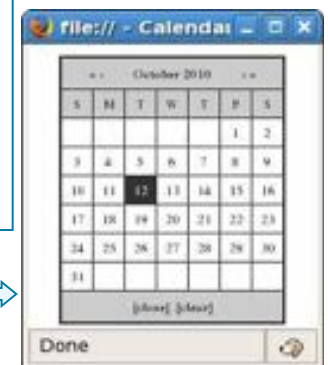 file:// - Calendar
« ‹ October 2010 › »
S M T W T F S
1 2
3 4 5 6 7 8 9
10 11 12 13 14 15 16
17 18 19 20 21 22 23
24 25 26 27 28 29 30
31
[close] [clear]
Done